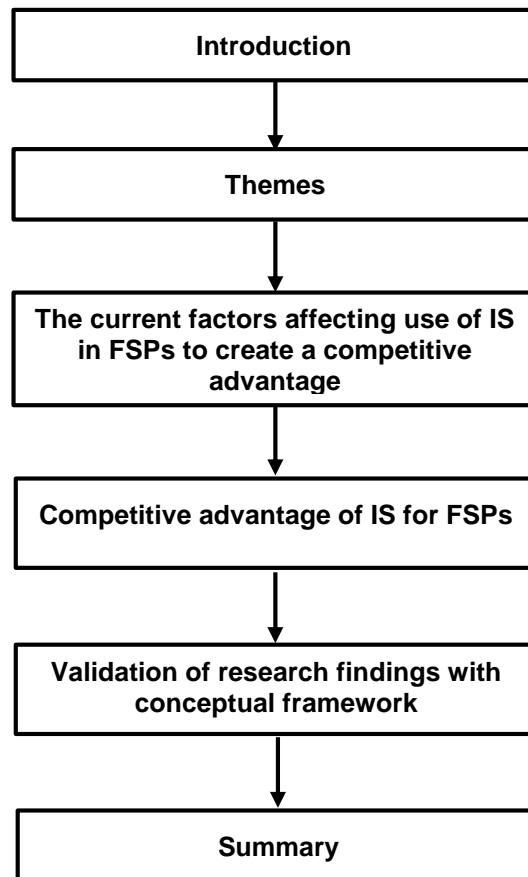 Introduction
Themes
The current factors affecting use of IS
in FSPs to create a competitive
advantage
Competitive advantage of IS for FSPs
Validation of research findings with
conceptual framework
Summary